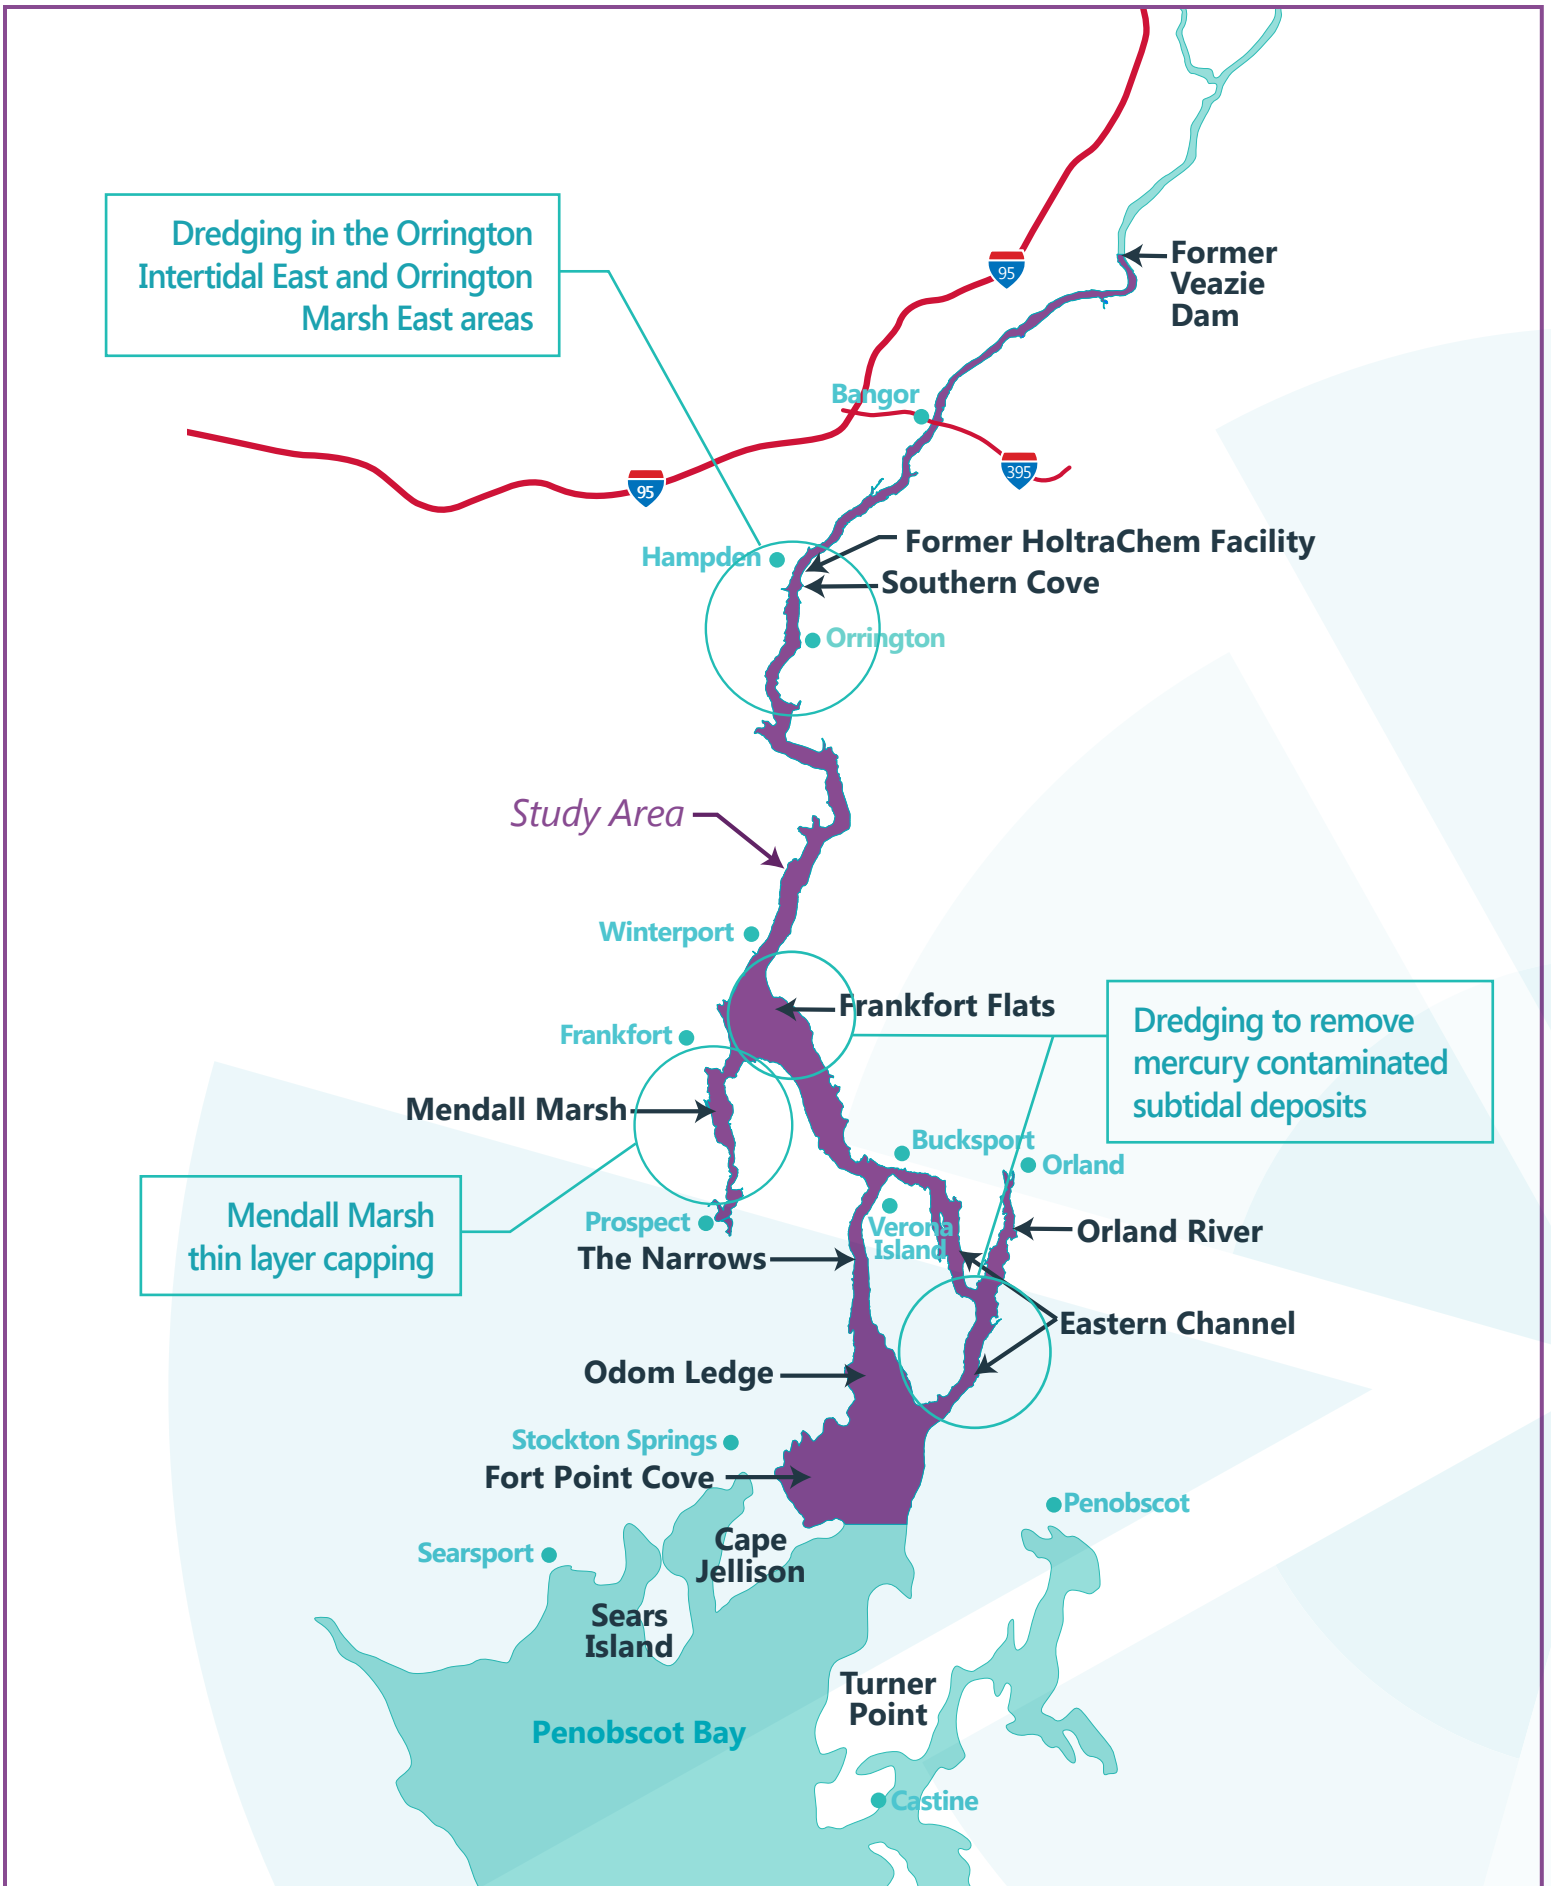 Dredging in the Orrington
Intertidal East and Orrington
Marsh East areas
95
Former
Veazie
Dam
Bangor
395
95
Former HoltraChem Facility
Hampden
Southern Cove
Orrington
Study Area
Winterport
Frankfort Flats
Dredging to remove
mercury contaminated
subtidal deposits
Frankfort
Mendall Marsh
Bucksport
Orland
Mendall Marsh
thin layer capping
Prospect
Verona
Island
Orland River
The Narrows
Eastern Channel
Odom Ledge
Stockton Springs
Fort Point Cove
Penobscot
Cape
Jellison
Searsport
Sears
Island
Turner
Point
Penobscot Bay
Castine